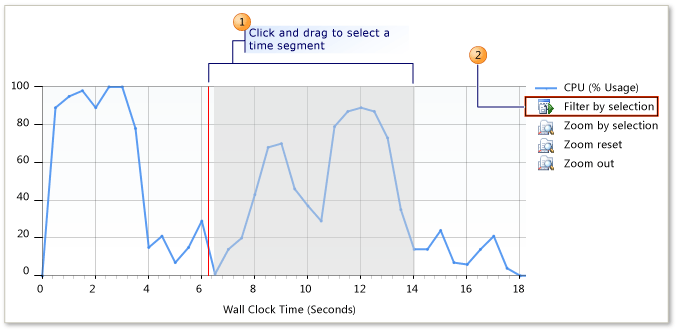 1
Click and drag to select a
time segment
2
CPU (% Usage)
Filter by selection
Zoom by selection
Zoom reset
Zoom out
100
80
60
40
20
0
0 2 4 6 8 10 12 14 16 18
Wall Clock Time (Seconds)